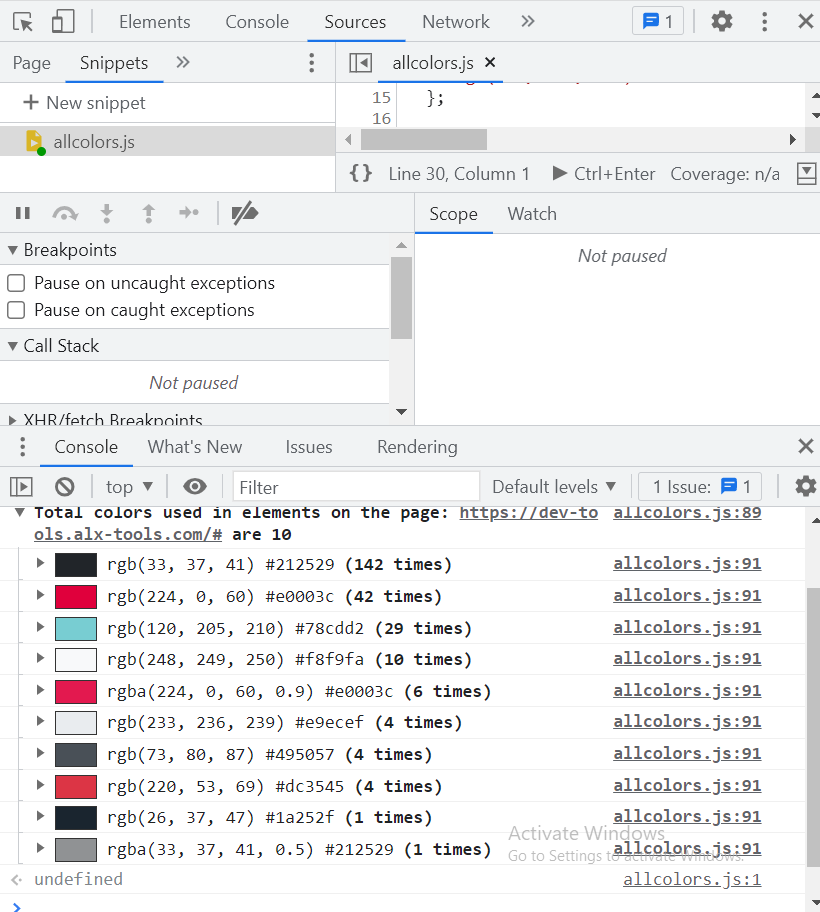 Elements Console Sources Network 1
Page Snippets allcolors.js
New snippet
15 };
16
allcolors.js
{} Line 30, Column 1 Ctrl+Enter Coverage: n/a
Scope Watch
Breakpoints
Not paused
Pause on uncaught exceptions
Pause on caught exceptions
Call Stack
Not paused
XHR/fetch Breakpoints
Console What's New Issues Rendering
top Filter Default levels 1 Issue: 1
Total colors used in elements on the page: https://dev-to allcolors.js:89
ols.alx-tools.com/# are 10
rgb(33, 37, 41) #212529 (142 times) allcolors.js:91
rgb(224, 0, 60) #e0003c (42 times) allcolors.js:91
rgb(120, 205, 210) #78cdd2 (29 times) allcolors.js:91
rgb(248, 249, 250) #f8f9fa (10 times) allcolors.js:91
rgba(224, 0, 60, 0.9) #e0003c (6 times) allcolors.js:91
rgb(233, 236, 239) #e9ecef (4 times) allcolors.js:91
rgb(73, 80, 87) #495057 (4 times) allcolors.js:91
rgb(220, 53, 69) #dc3545 (4 times) allcolors.js:91
rgb(26, 37, 47) #1a252f (1 times) allcolors.js:91
Activate Windows
rgba(33, 37, 41, 0.5) #212529 (1 times) allcolors.js:91
Go to Settings to activate Windows.
undefined allcolors.js:1